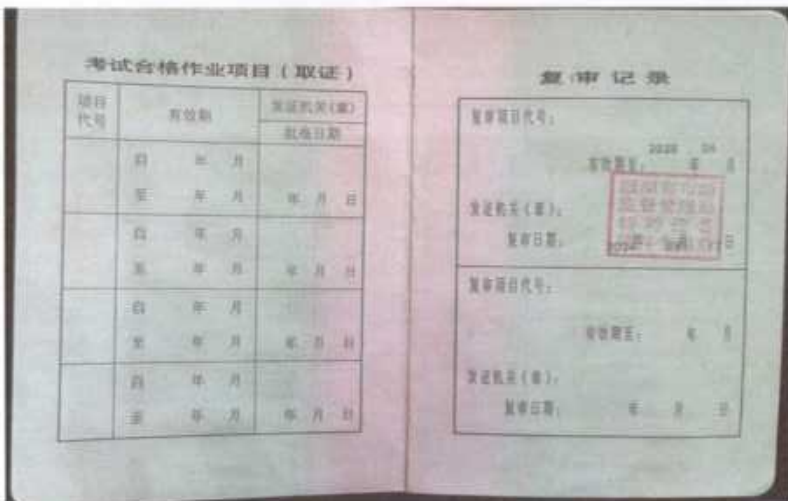 考试合格作业项目（取证）
项目代号 有效期 发证机关(章)
批准日期
自 年 月
至 年 月 年 月 日
自 年 月
至 年 月 年 月 日
自 年 月
至 年 月 年 月 日
自 年 月
至 年 月 年 月 日
复审记录
复审项目代号：
有效期至： 年 月
发证机关(章)：
复审日期： 年 月 日
复审项目代号：
有效期至： 年 月
发证机关(章)：
复审日期： 年 月 日